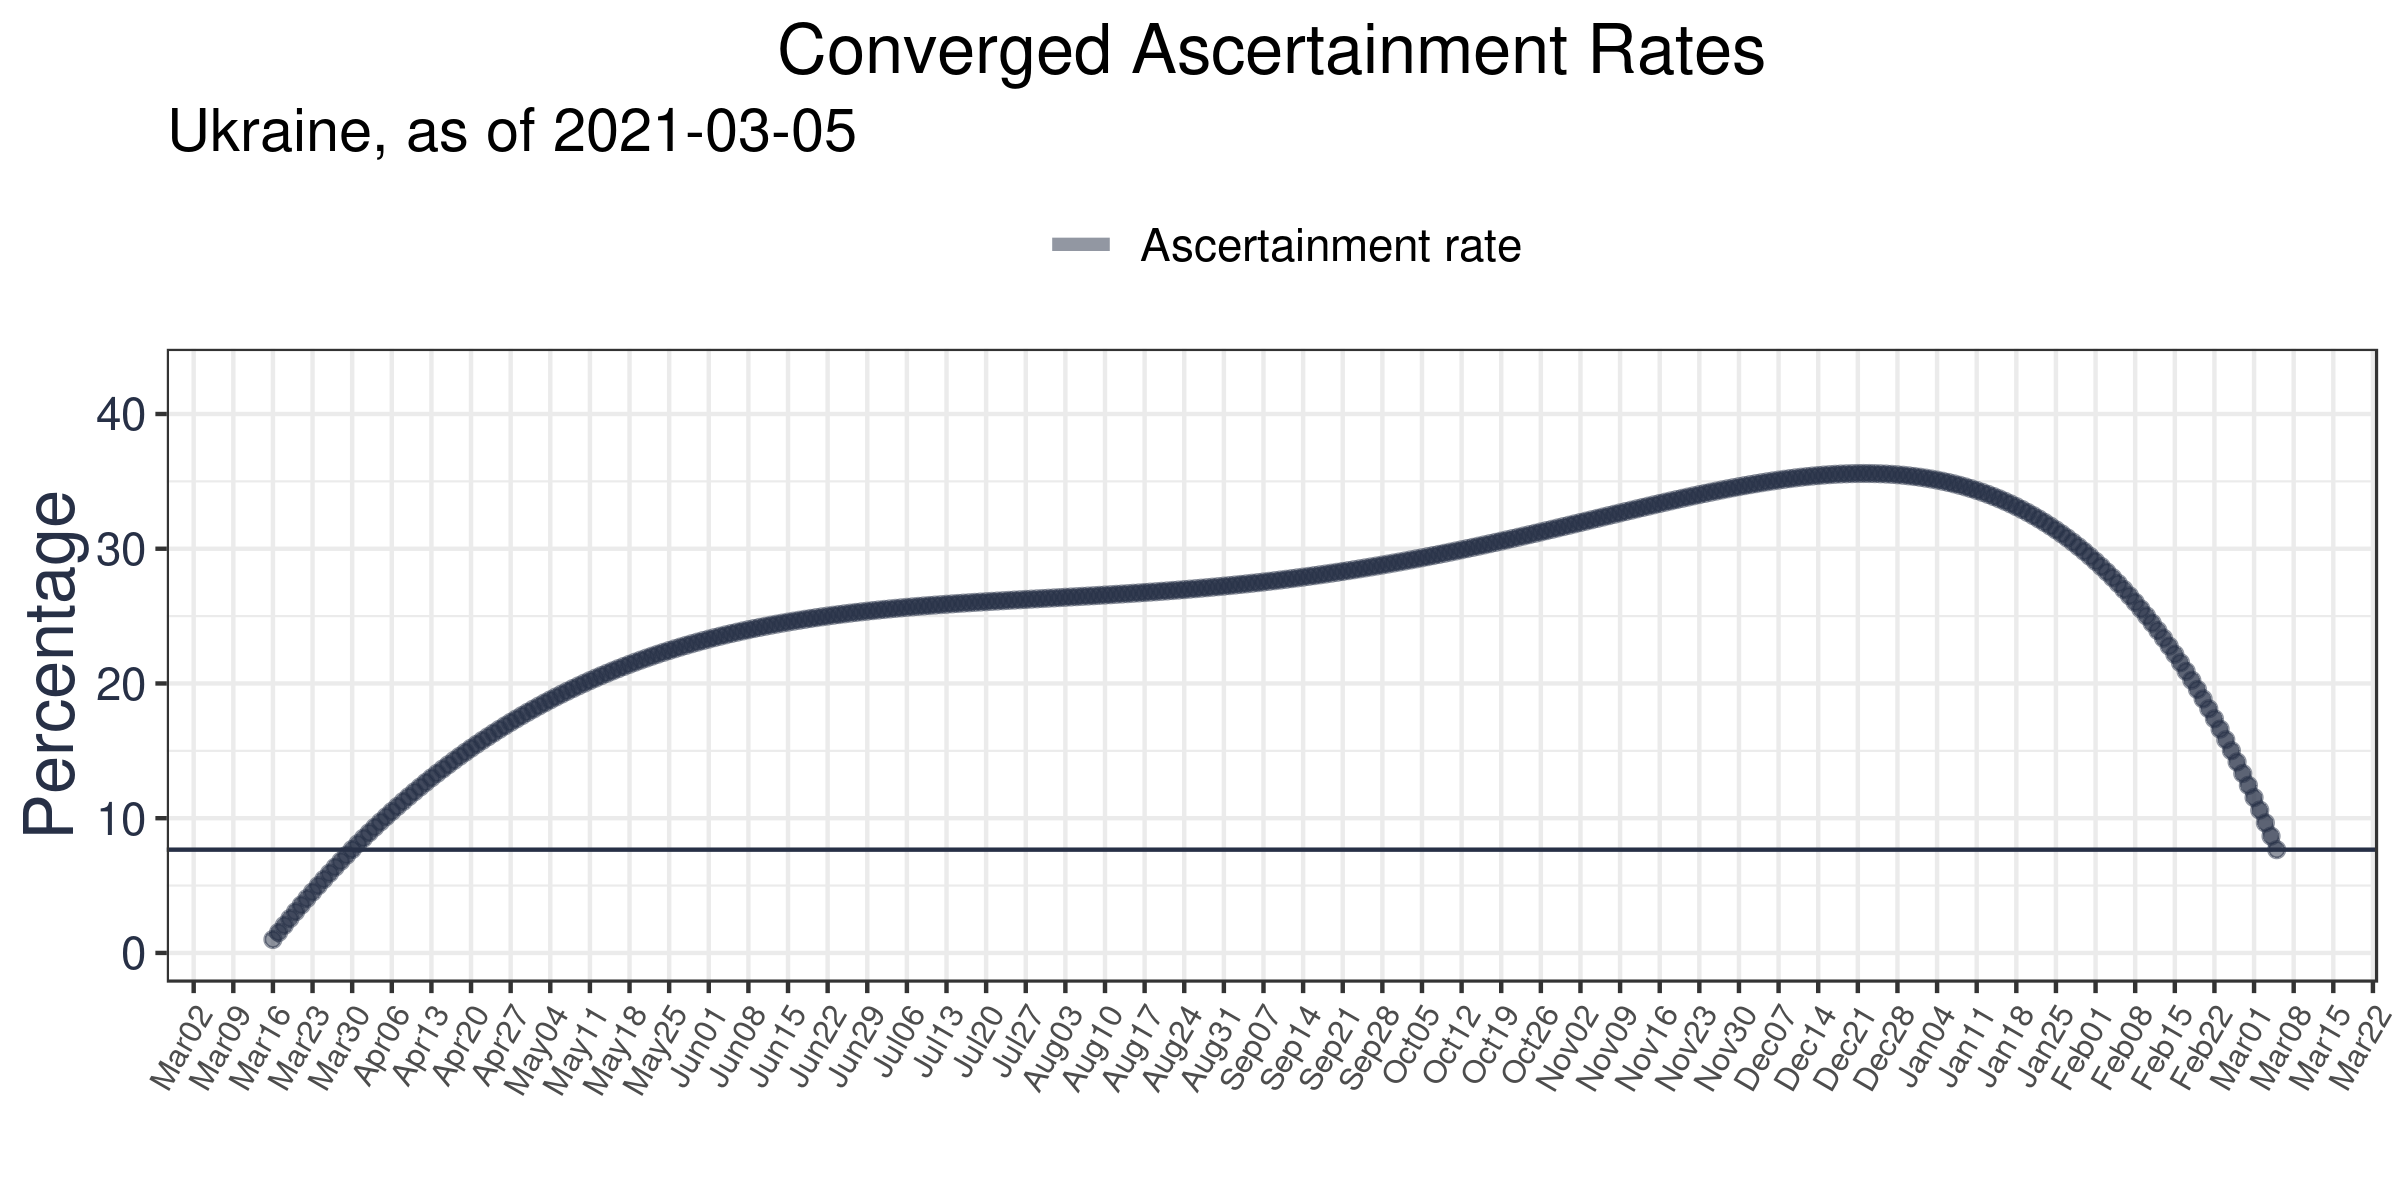 Converged Ascertainment Rates
Ukraine, as of 2021-03-05
Ascertainment rate
Percentage
40
30
20
10
0
Mar02 Mar09 Mar16 Mar23 Mar30 Apr06 Apr13 Apr20 Apr27 May04 May11 May18 May25 Jun01 Jun08 Jun15 Jun22 Jun29 Jul06 Jul13 Jul20 Jul27 Aug03 Aug10 Aug17 Aug24 Aug31 Sep07 Sep14 Sep21 Sep28 Oct05 Oct12 Oct19 Oct26 Nov02 Nov09 Nov16 Nov23 Nov30 Dec07 Dec14 Dec21 Dec28 Jan04 Jan11 Jan18 Jan25 Feb01 Feb08 Feb15 Feb22 Mar01 Mar08 Mar15 Mar22